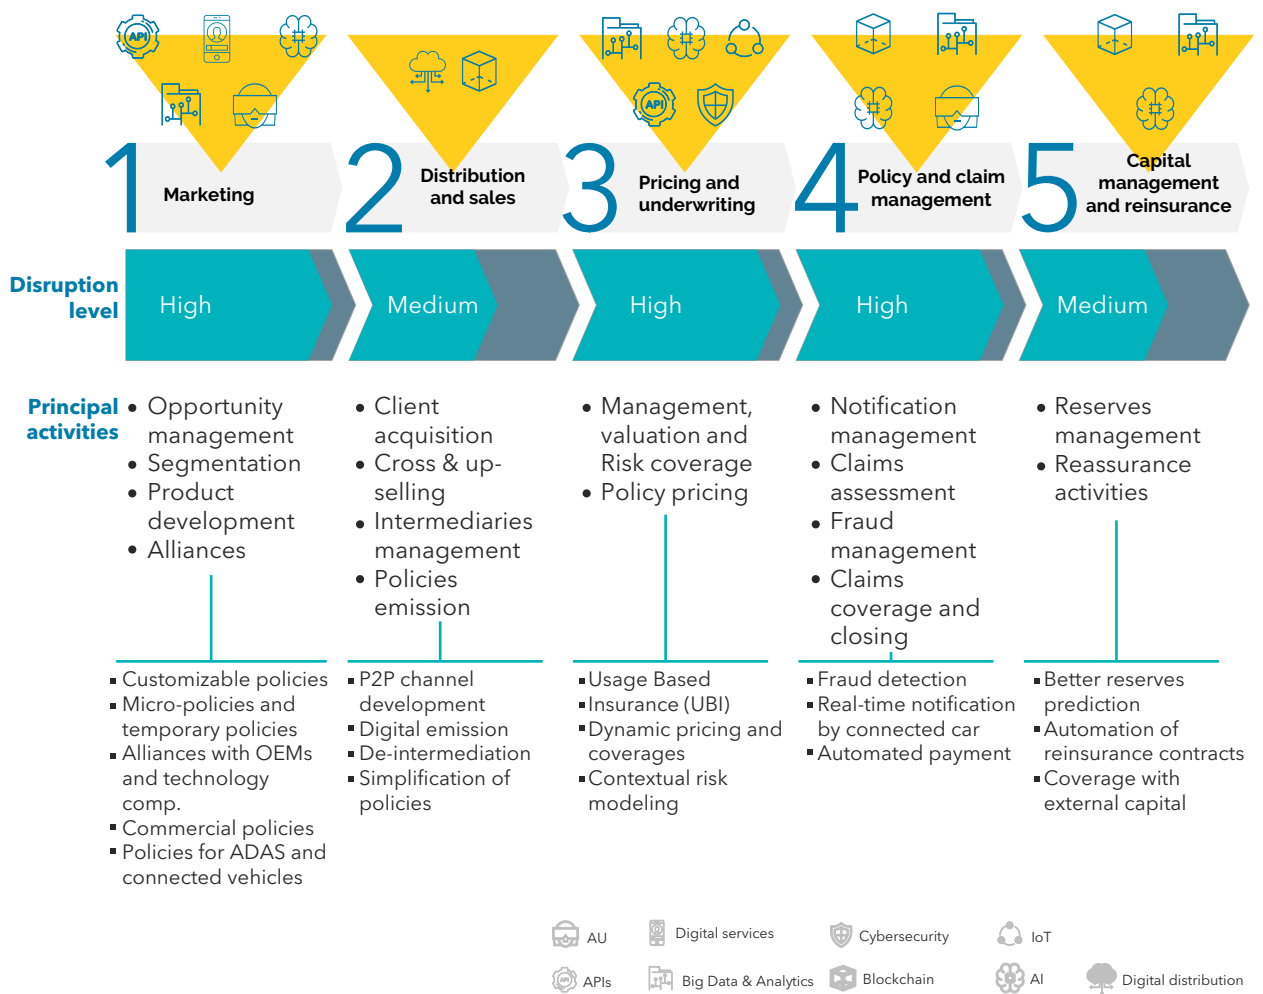 API
API
1
Marketing
2
Distribution
and sales
3
Pricing and
underwriting
4
Policy and claim
management
5
Capital
management
and reinsurance
Disruption
level
High
Medium
High
High
Medium
Principal
activities
• Opportunity
management
• Segmentation
• Product
development
• Alliances
• Client
acquisition
• Cross & up-
selling
• Intermediaries
management
• Policies
emission
• Management,
valuation and
Risk coverage
• Policy pricing
• Notification
management
• Claims
assessment
• Fraud
management
• Claims
coverage and
closing
• Reserves
management
• Reassurance
activities
▪ Customizable policies
▪ Micro-policies and
temporary policies
▪ Alliances with OEMs
and technology
comp.
▪ Commercial policies
▪ Policies for ADAS and
connected vehicles
▪ P2P channel
development
▪ Digital emission
▪ De-intermediation
▪ Simplification of
policies
▪ Usage Based
▪ Insurance (UBI)
▪ Dynamic pricing and
coverages
▪ Contextual risk
modeling
▪ Fraud detection
▪ Real-time notification
by connected car
▪ Automated payment
▪ Better reserves
prediction
▪ Automation of
reinsurance contracts
▪ Coverage with
external capital
AU
Digital services
Cybersecurity
IoT
API
APIs
Big Data & Analytics
Blockchain
AI
Digital distribution